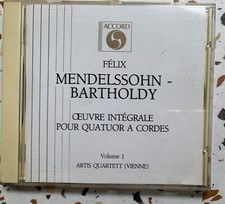 ACCORD
FÉLIX
MENDELSSOHN -
BARTHOLDY
ŒUVRE INTÉGRALE
POUR QUATUOR A CORDES
Volume 1
ARTIS QUARTETT (VIENNE)